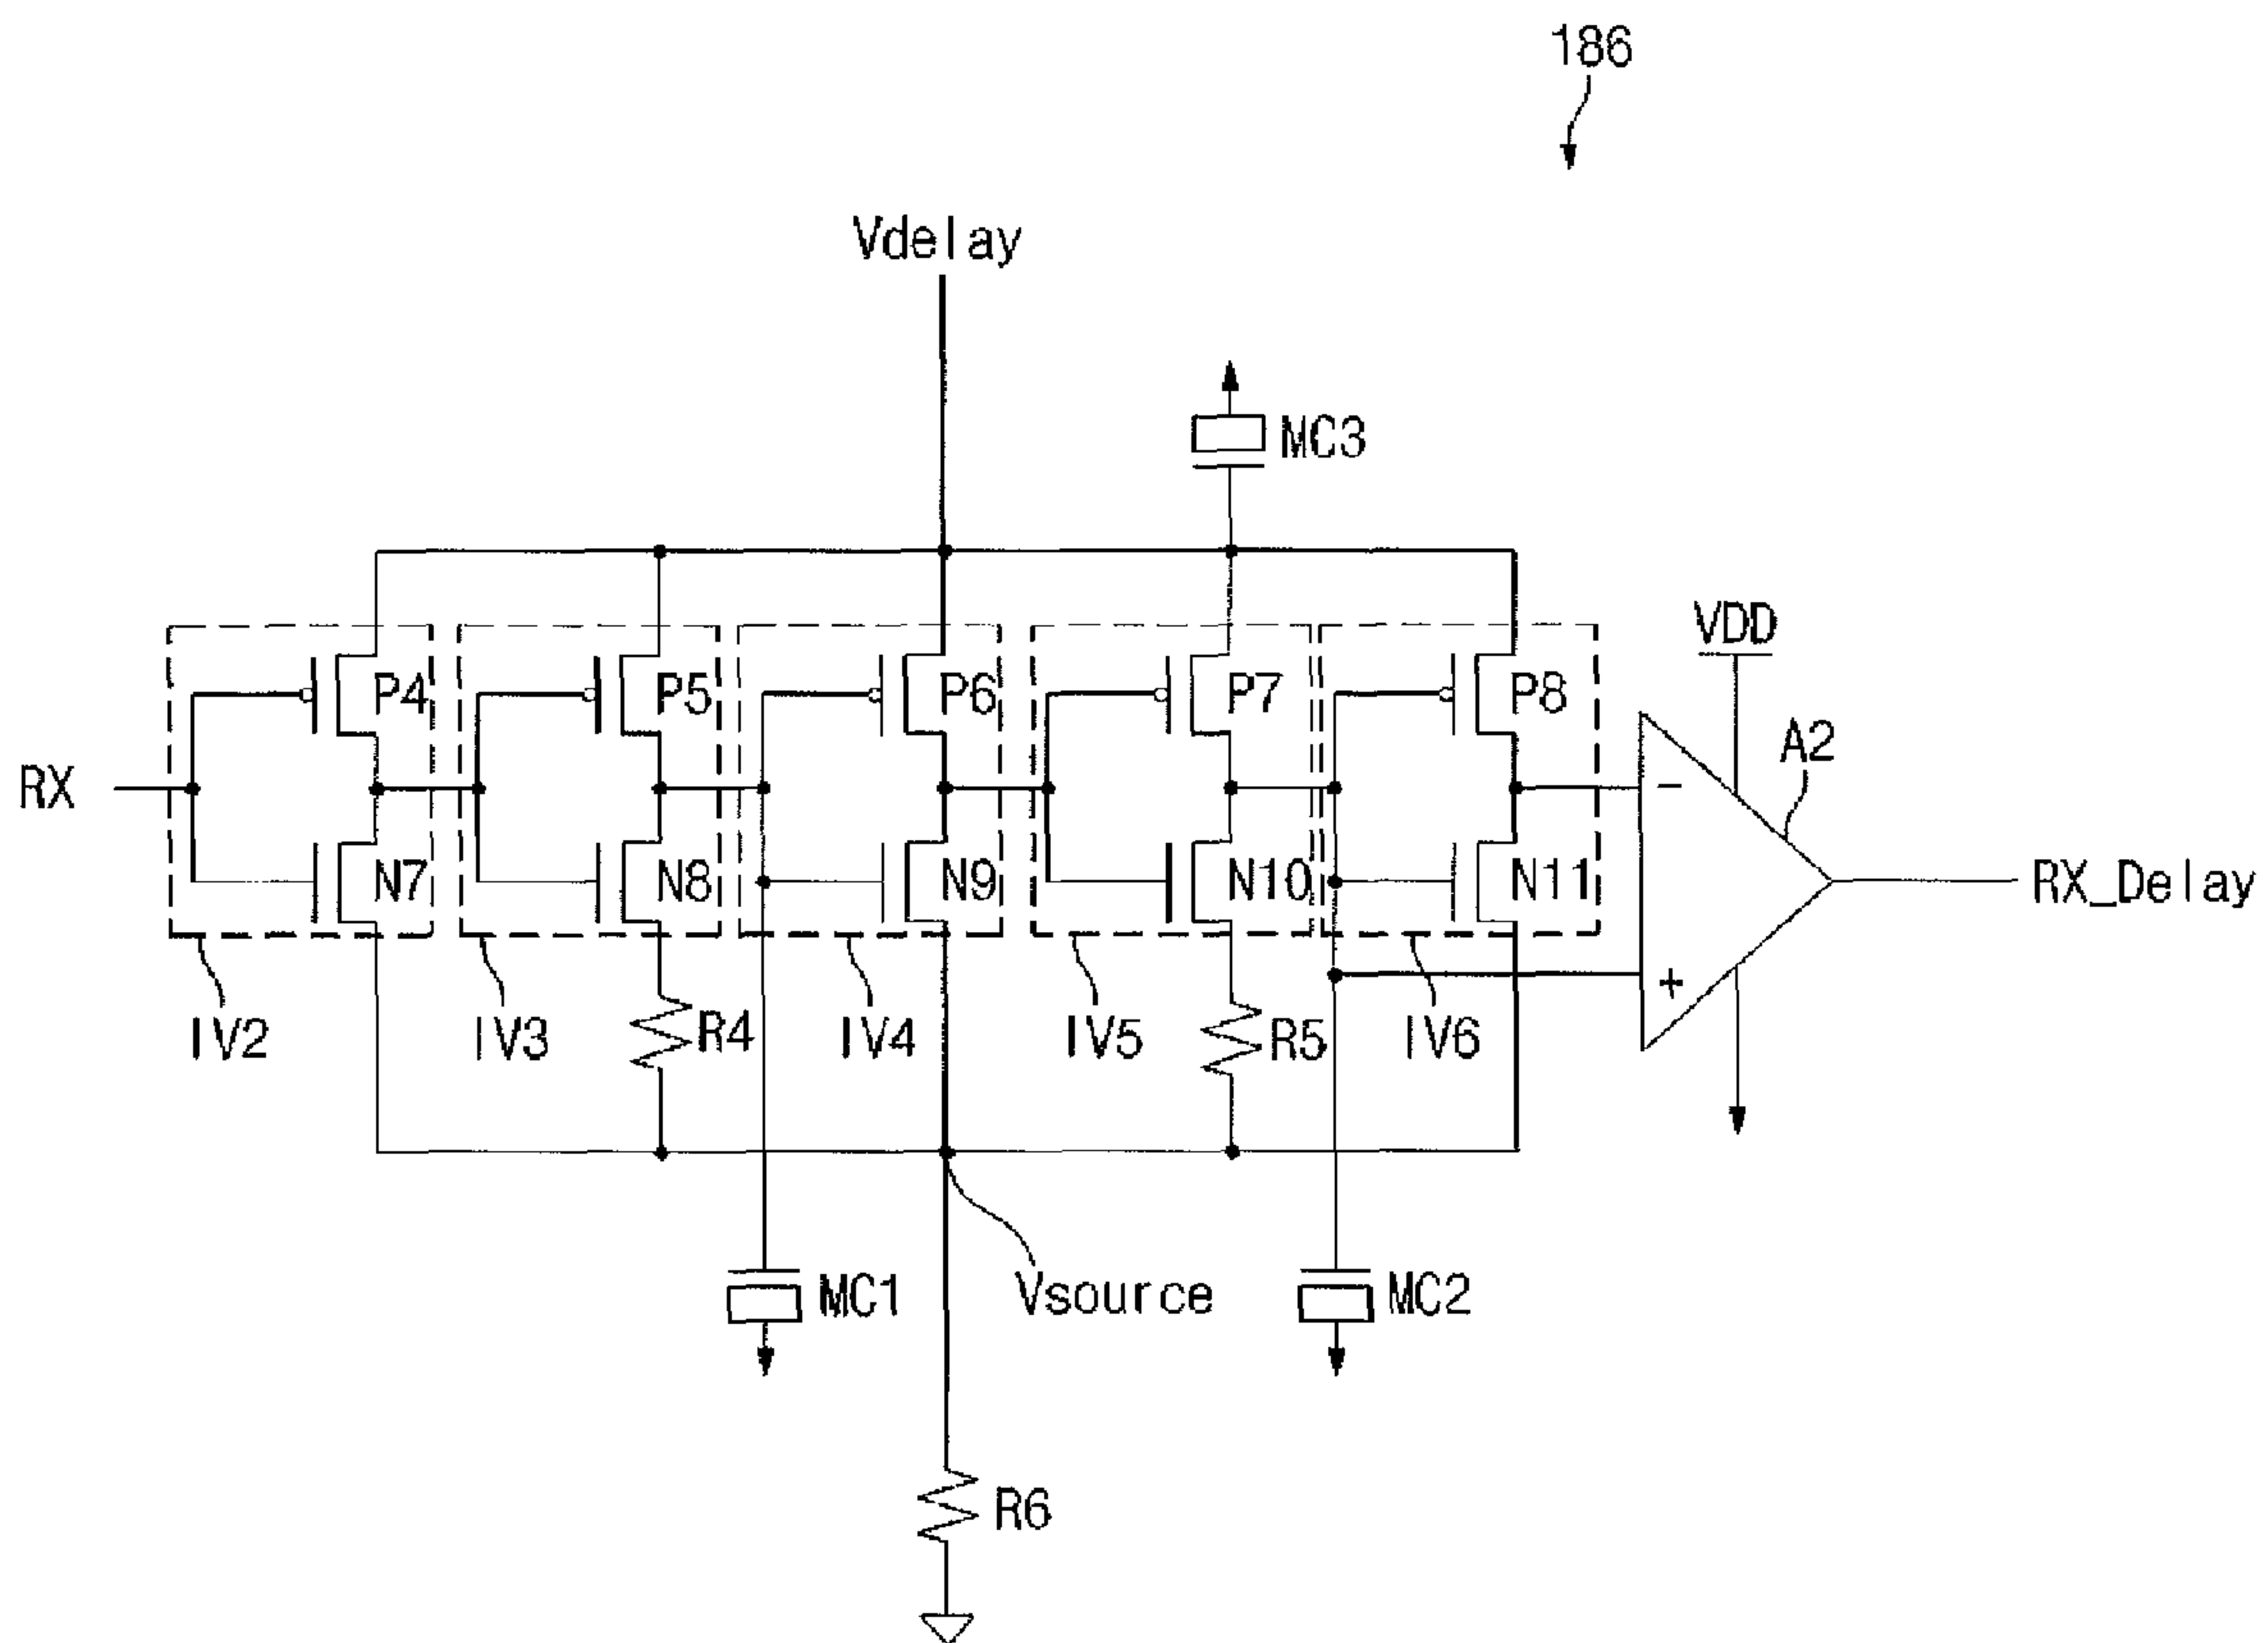 186
Vdelay
MC3
VDD
P4
P5
P6
P7
P8
A2
RX
-
N7
N8
N9
N10
N11
RX_Delay
+
IV2
IV3
R4
IV4
IV5
R5
IV6
MC1
Vsource
MC2
R6